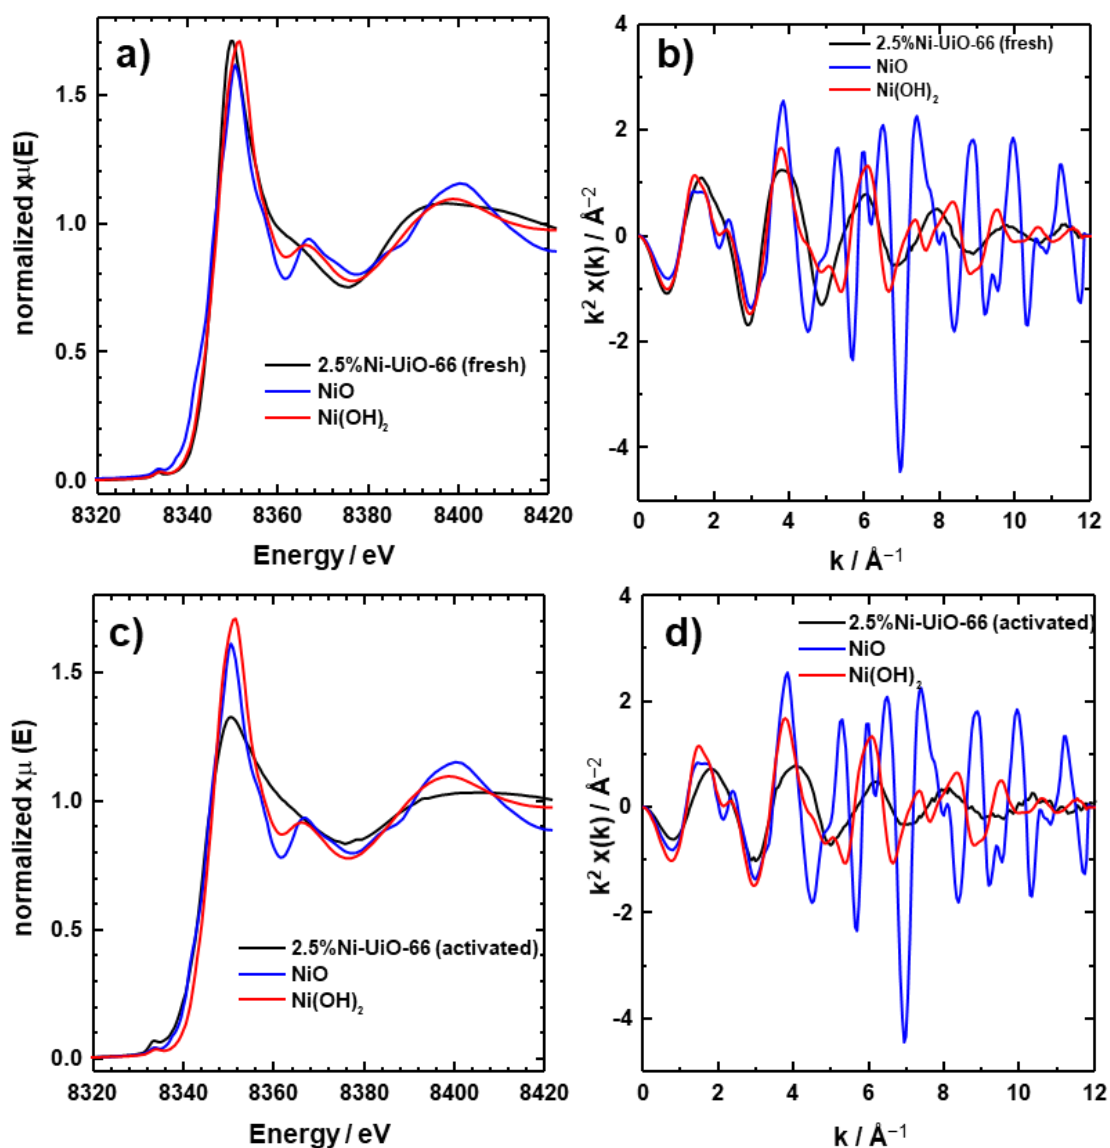 a)
normalized xμ(E)
1.5
1.0
0.5
0.0
2.5%Ni-UiO-66 (fresh)
NiO
Ni(OH)₂
8320 8340 8360 8380 8400 8420
Energy / eV
b)
k² x(k) / Å⁻²
4
2
0
-2
-4
2.5%Ni-UiO-66 (fresh)
NiO
Ni(OH)₂
0 2 4 6 8 10 12
k / Å⁻¹
c)
normalized xμ (E)
1.5
1.0
0.5
0.0
2.5%Ni-UiO-66 (activated)
NiO
Ni(OH)₂
8320 8340 8360 8380 8400 8420
Energy / eV
d)
k² x(k) / Å⁻²
4
2
0
-2
-4
2.5%Ni-UiO-66 (activated)
NiO
Ni(OH)₂
0 2 4 6 8 10 12
k / Å⁻¹